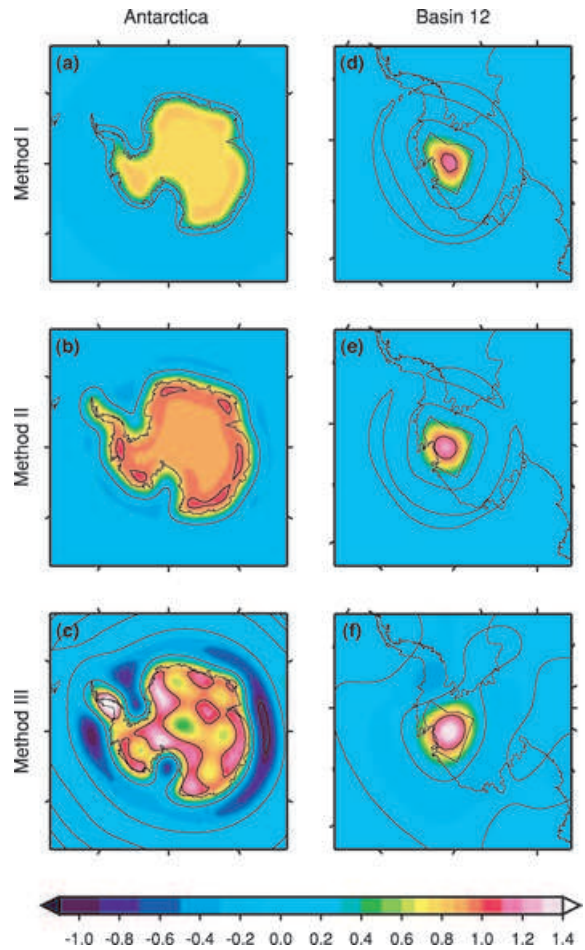 Antarctica Basin 12
(a) (d)
Method I
(b) (e)
Method II
(c) (f)
Method III
-1.0 -0.8 -0.6 -0.4 -0.2 0.0 0.2 0.4 0.6 0.8 1.0 1.2 1.4